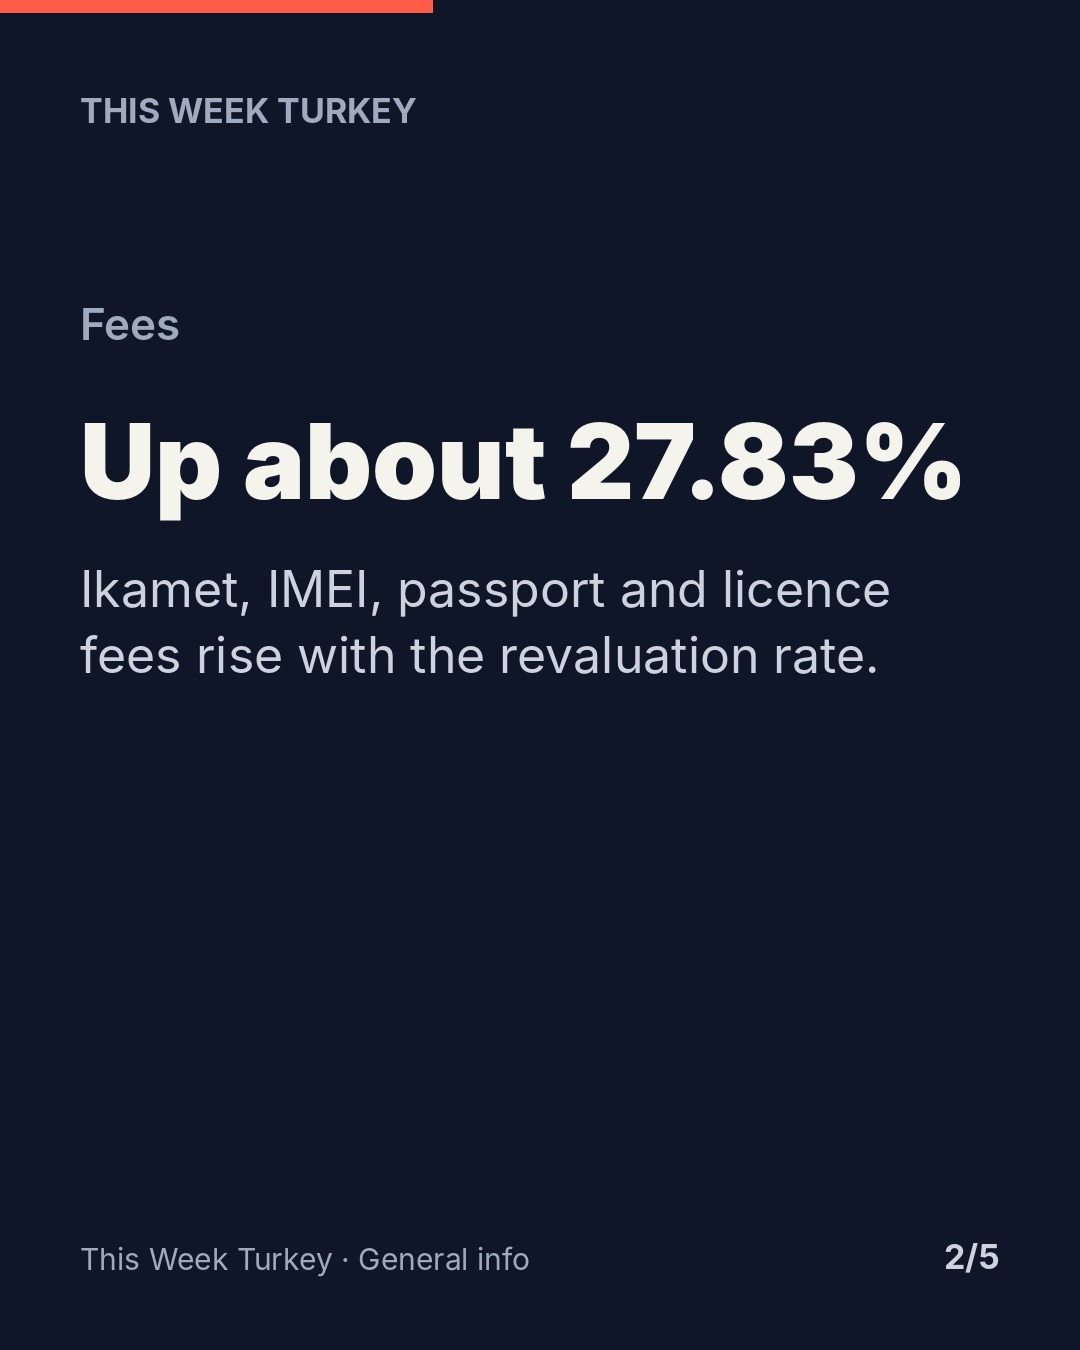 THIS WEEK TURKEY
Fees
Up about 27.83%
Ikamet, IMEI, passport and licence
fees rise with the revaluation rate.
This Week Turkey · General info
2/5